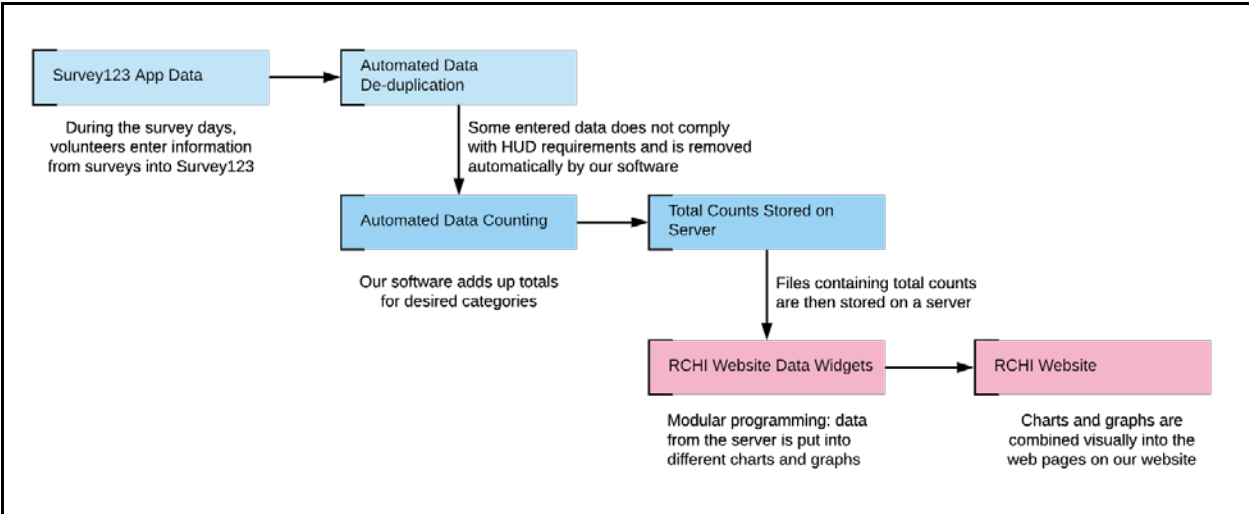 Survey123 App Data
Automated Data
De-duplication
During the survey days,
volunteers enter information
from surveys into Survey123
Some entered data does not comply
with HUD requirements and is removed
automatically by our software
Automated Data Counting
Total Counts Stored on
Server
Our software adds up totals
for desired categories
Files containing total counts
are then stored on a server
RCHI Website Data Widgets
RCHI Website
Modular programming: data
from the server is put into
different charts and graphs
Charts and graphs are
combined visually into the
web pages on our website